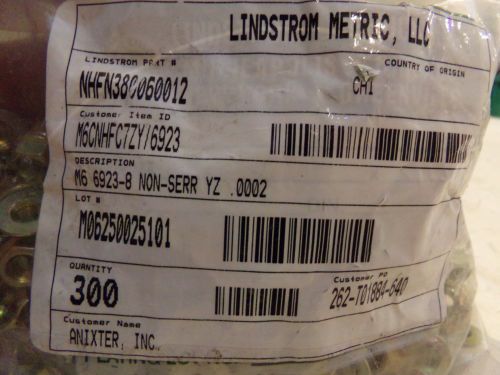 LINDSTROM METRIC, LLC
LINDSTROM PART #
COUNTRY OF ORIGIN
NHFN380060012
CHI
Customer Item ID
M6CNHFC7ZY/6923
DESCRIPTION
M6 6923-8 NON-SERR YZ .0002
LOT #
M06250025101
QUANTITY
Customer PO
300
262-T01884-640
Customer Name
ANIXTER, INC.